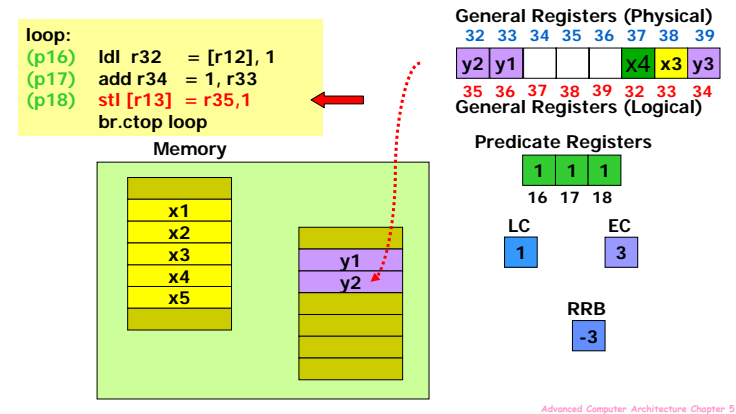 loop:
(p16) ldl r32 = [r12], 1
(p17) add r34 = 1, r33
(p18) stl [r13] = r35,1
br.ctop loop
General Registers (Physical)
32 33 34 35 36 37 38 39
y2 y1 x4 x3 y3
35 36 37 38 39 32 33 34
General Registers (Logical)
Predicate Registers
1 1 1
16 17 18
LC EC
1 3
RRB
-3
Memory
x1
x2
x3
x4
x5
y1
y2
Advanced Computer Architecture Chapter 5